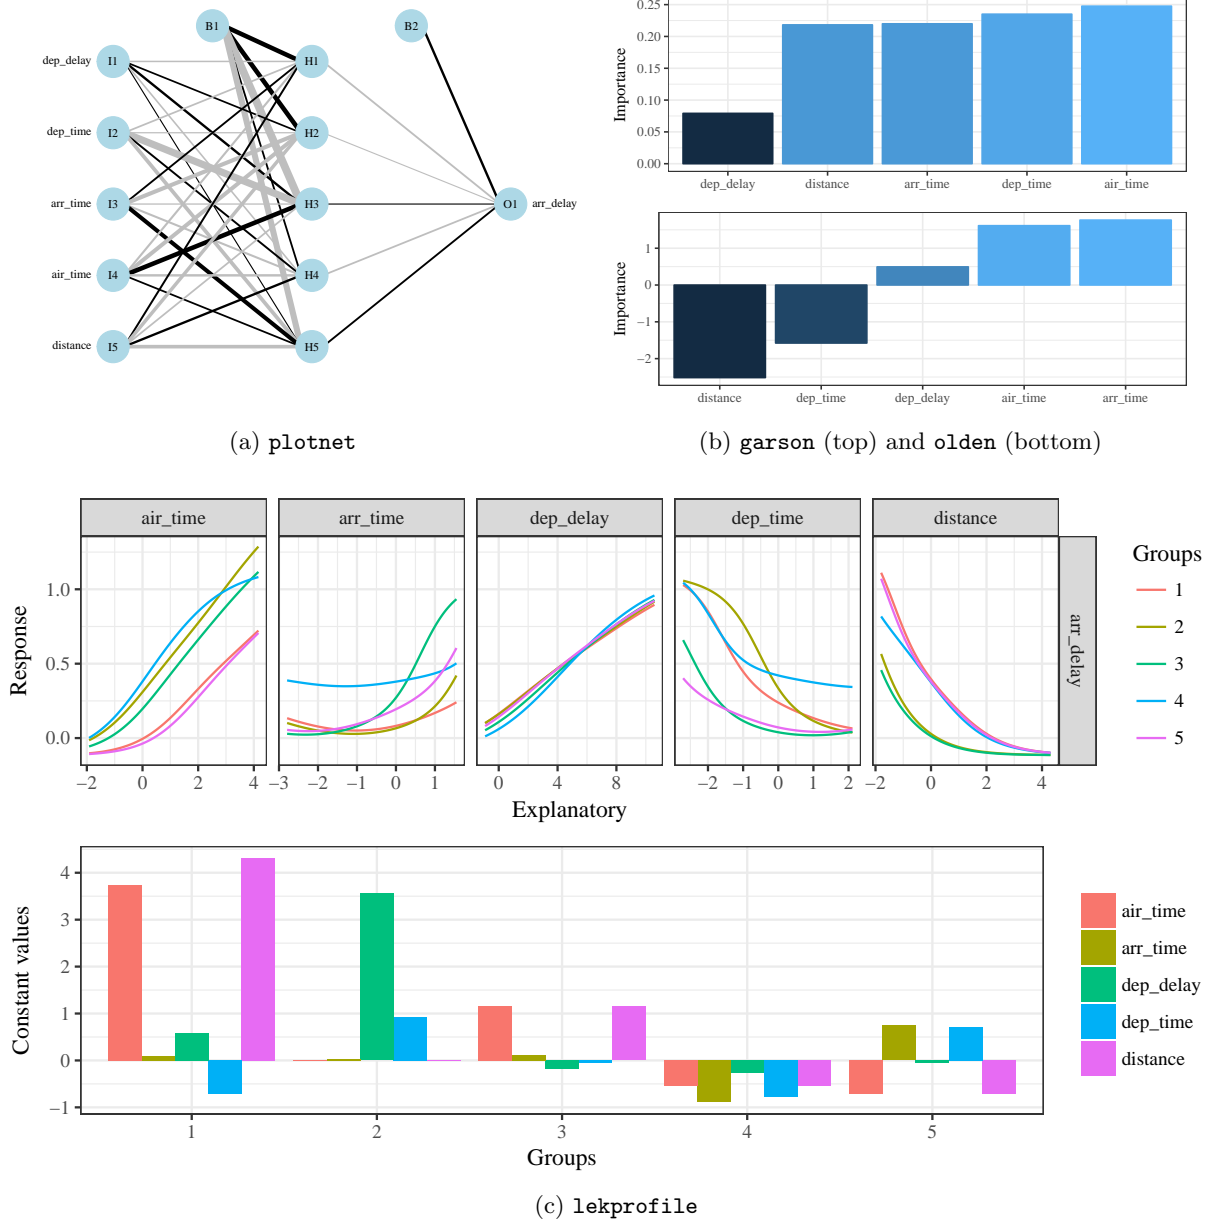 B1
B2
dep_delay
I1
H1
dep_time
I2
H2
arr_time
I3
H3
O1
arr_delay
air_time
I4
H4
distance
I5
H5
Importance
0.25
0.20
0.15
0.10
0.05
0.00
dep_delay distance arr_time dep_time air_time
Importance
1
0
−1
−2
distance dep_time dep_delay air_time arr_time
(a) plotnet
(b) garson (top) and olden (bottom)
air_time arr_time dep_delay dep_time distance
Response
1.0
0.5
0.0
arr_delay
−2 0 2 4 −3 −2 −1 0 1 0 4 8 −2 −1 0 1 2 −2 0 2 4
Explanatory
Groups
1
2
3
4
5
Constant values
4
3
2
1
0
−1
1 2 3 4 5
Groups
air_time
arr_time
dep_delay
dep_time
distance
(c) lekprofile